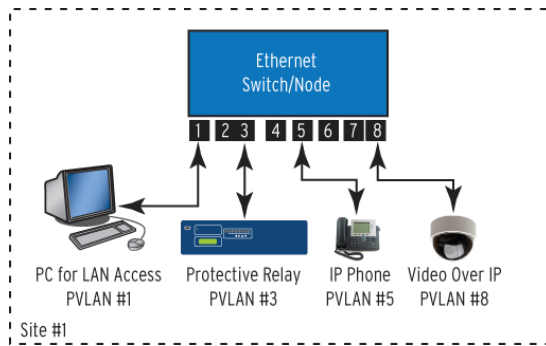 Ethernet
Switch/Node
1 2 3 4 5 6 7 8
PC for LAN Access
PVLAN #1
Protective Relay
PVLAN #3
IP Phone
PVLAN #5
Video Over IP
PVLAN #8
Site #1